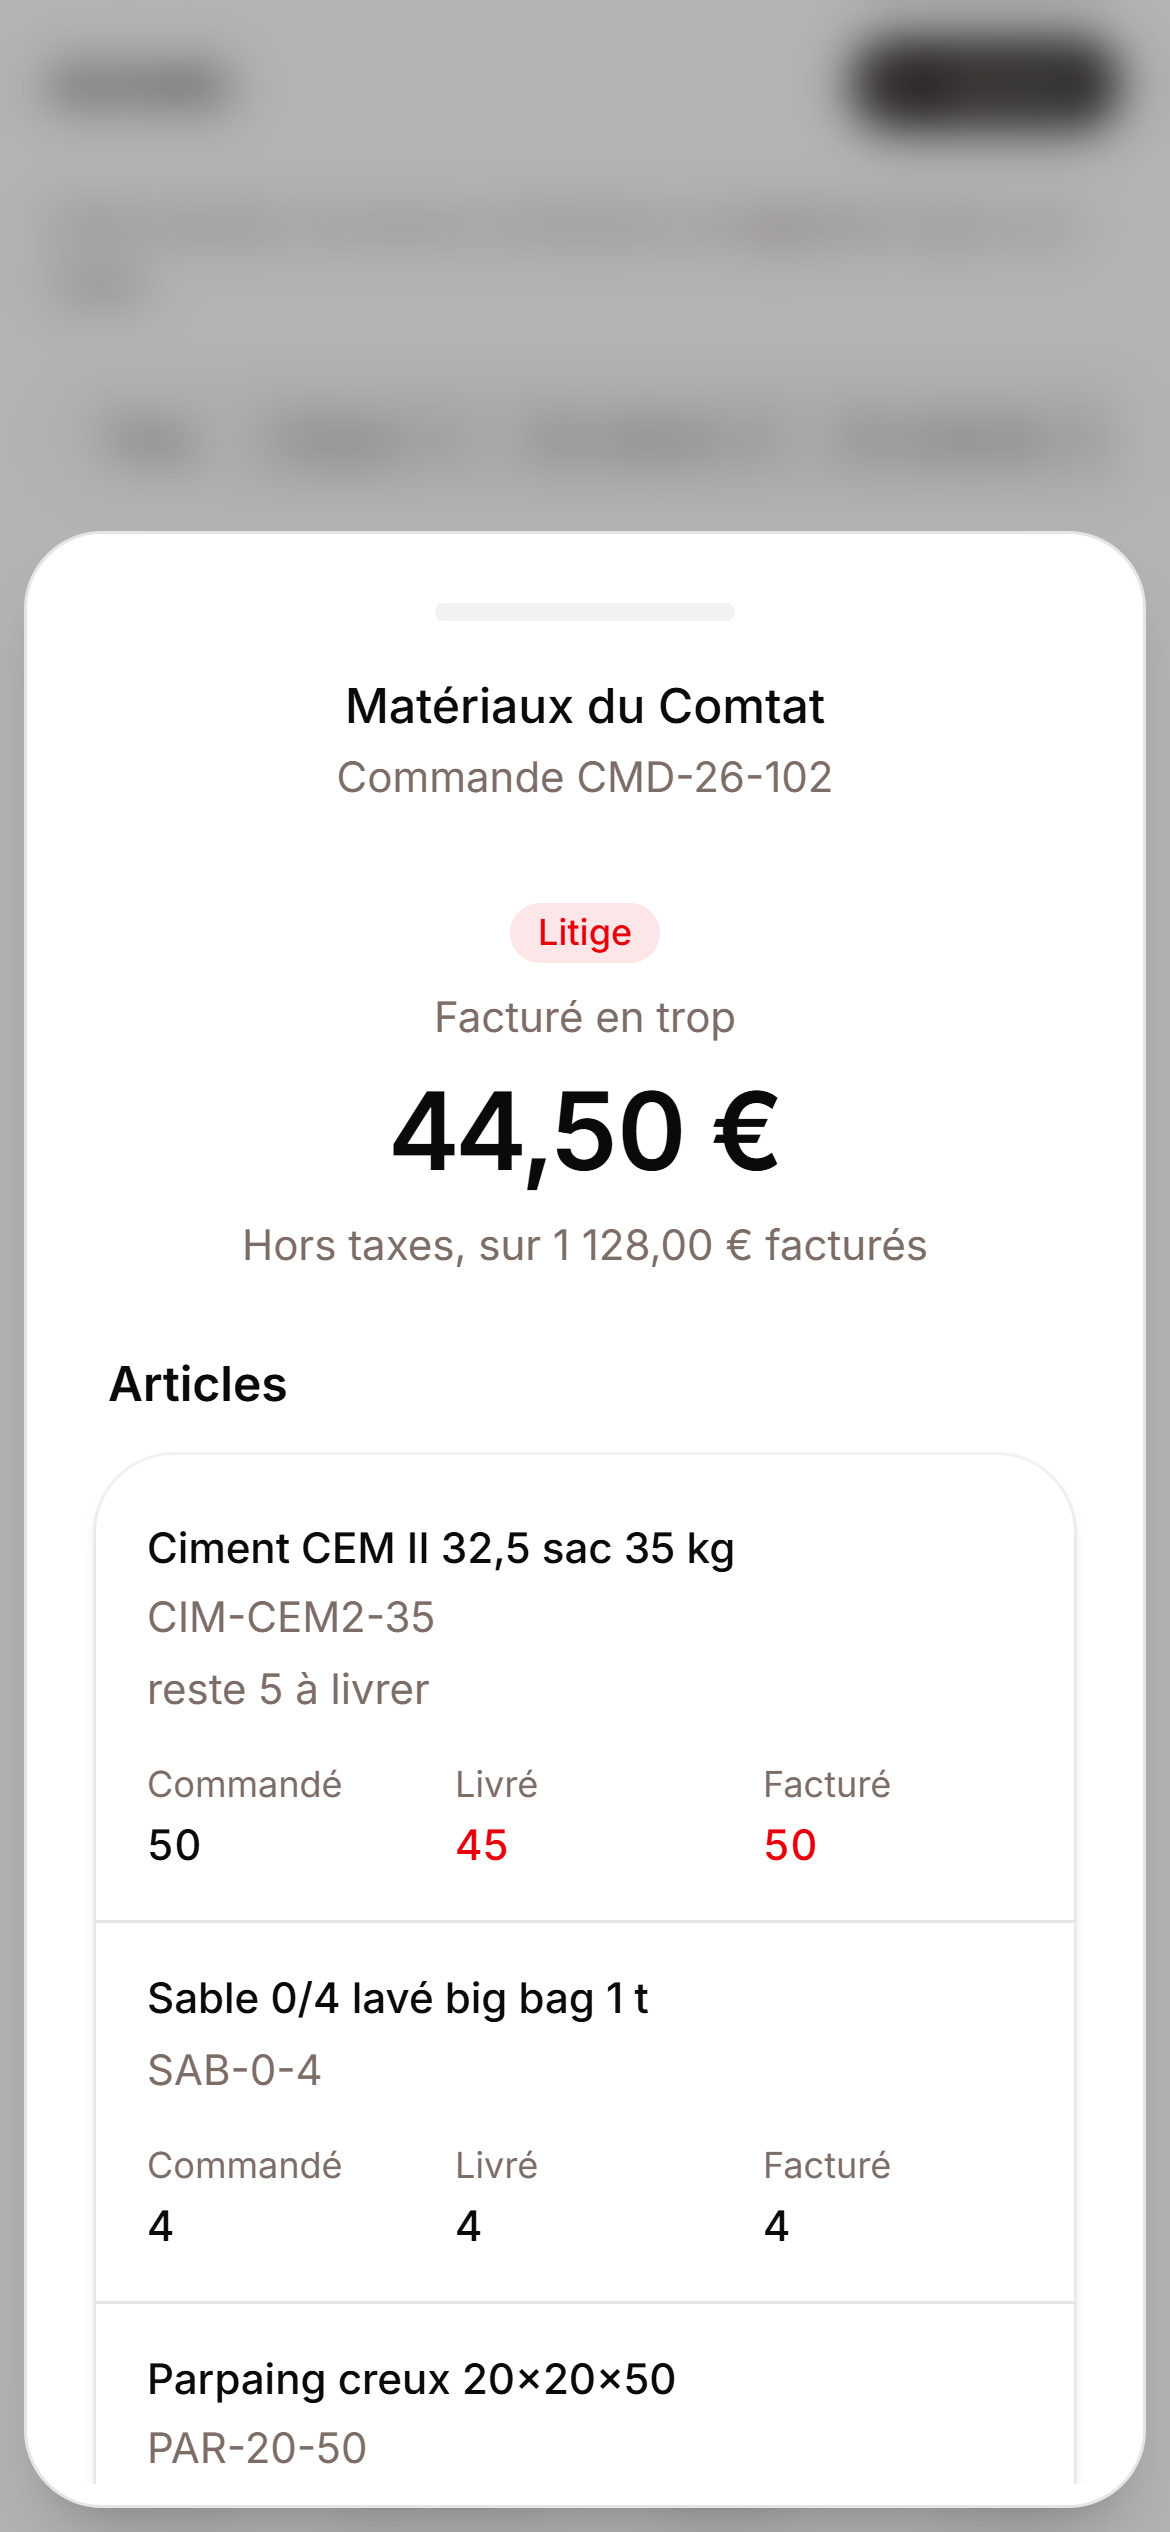 Matériaux du Comtat
Commande CMD-26-102
Litige
Facturé en trop
44,50 €
Hors taxes, sur 1 128,00 € facturés
Articles
Ciment CEM II 32,5 sac 35 kg
CIM-CEM2-35
reste 5 à livrer
Commandé Livré Facturé
50 45 50
Sable 0/4 lavé big bag 1 t
SAB-0-4
Commandé Livré Facturé
4 4 4
Parpaing creux 20×20×50
PAR-20-50